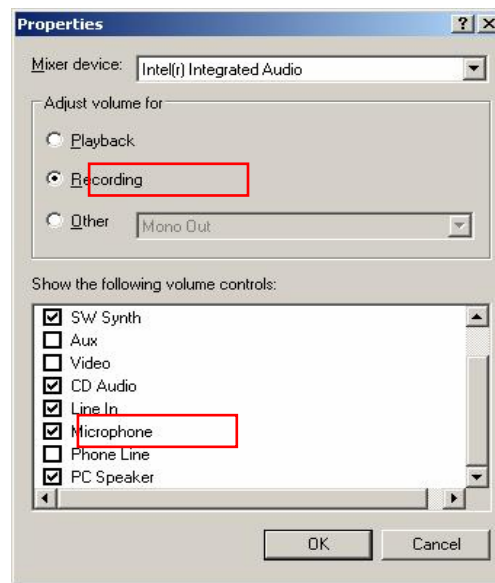 Properties
Mixer device: Intel(r) Integrated Audio
Adjust volume for
Playback
Recording
Other Mono Out
Show the following volume controls:
SW Synth
Aux
Video
CD Audio
Line In
Microphone
Phone Line
PC Speaker
OK Cancel